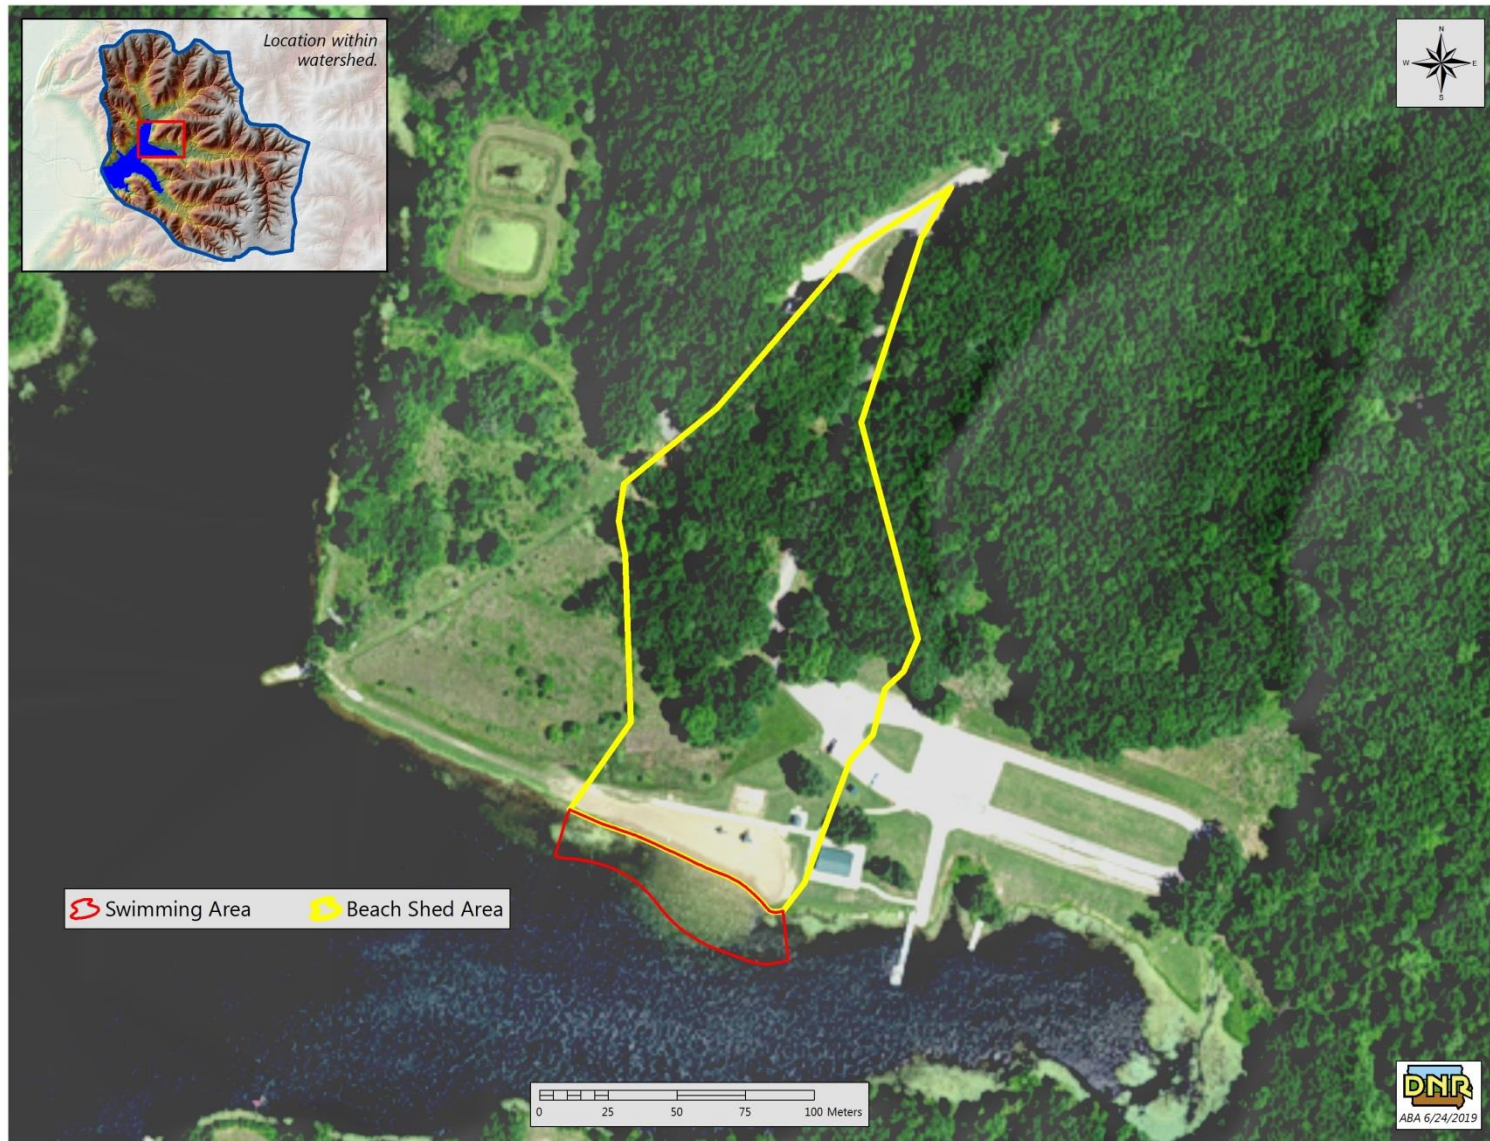 Location within
watershed.
N
W E
S
Swimming Area Beach Shed Area
0 25 50 75 100 Meters
DNR
ABA 6/24/2019